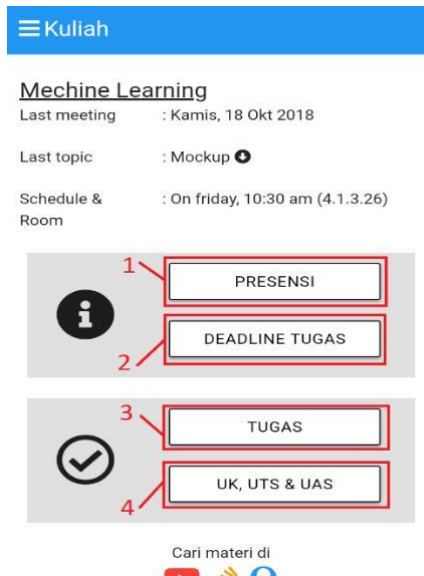 Kuliah
Mechine Learning
Last meeting : Kamis, 18 Okt 2018
Last topic : Mockup
Schedule & : On friday, 10:30 am (4.1.3.26)
Room
1
PRESENSI
DEADLINE TUGAS
2
3
TUGAS
UK, UTS & UAS
4
Cari materi di